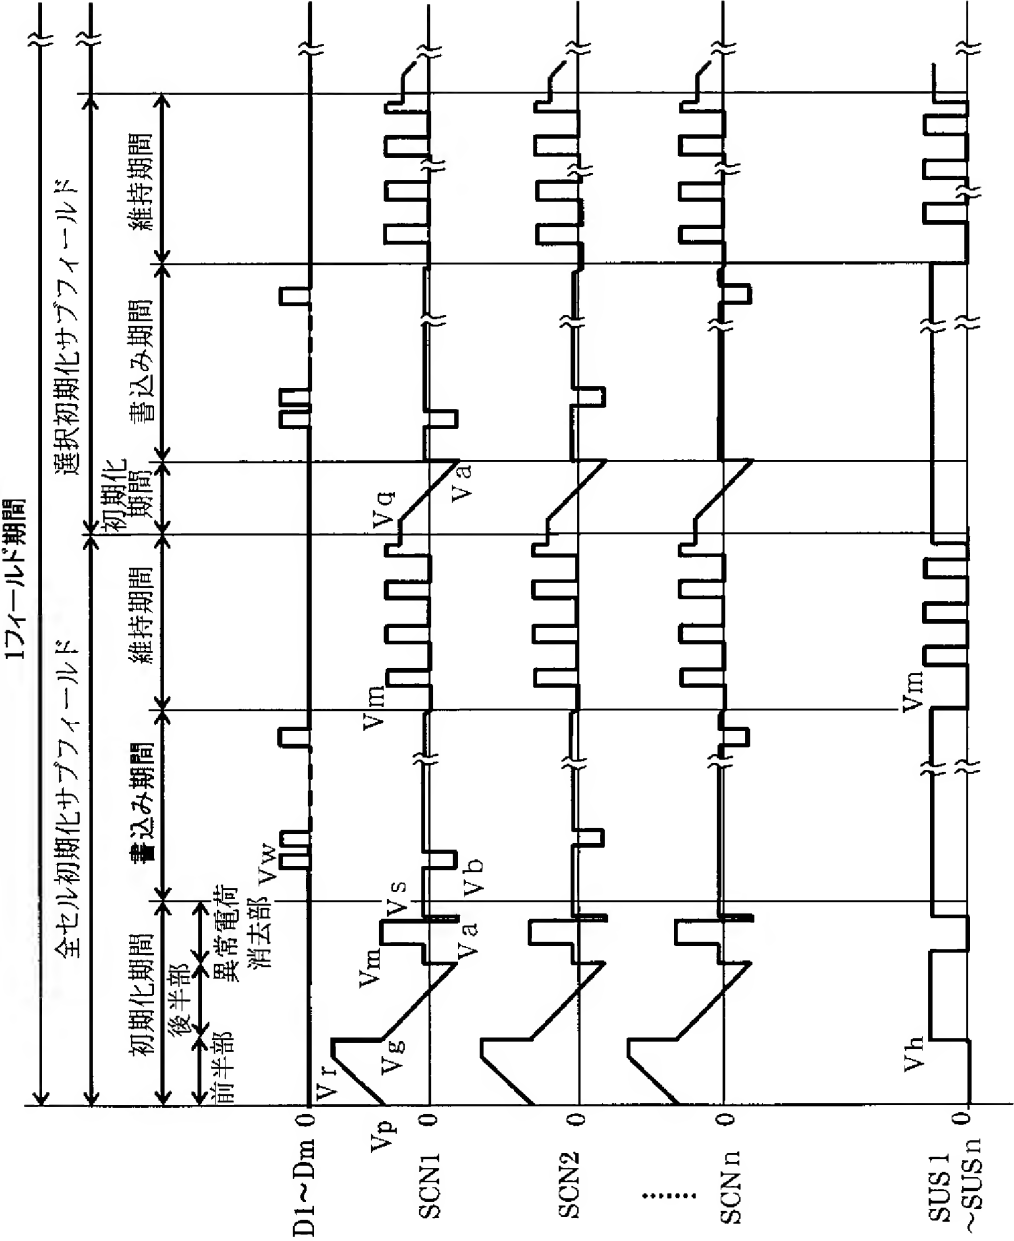 1フィールド期間
全セル初期化サブフィールド
選択初期化サブフィールド
初期化期間
書込み期間
維持期間
初期化
期間
書込み期間
維持期間
前半部
後半部
異常電荷
消去部
D1～Dm 0
Vw
Vp
Vr
Vg
Vm
Va
Vs
Vb
Vm
Vq
Va
SCN1 0
SCN2 0
………
SCNn 0
SUS1
～SUSn 0
Vh
Vm